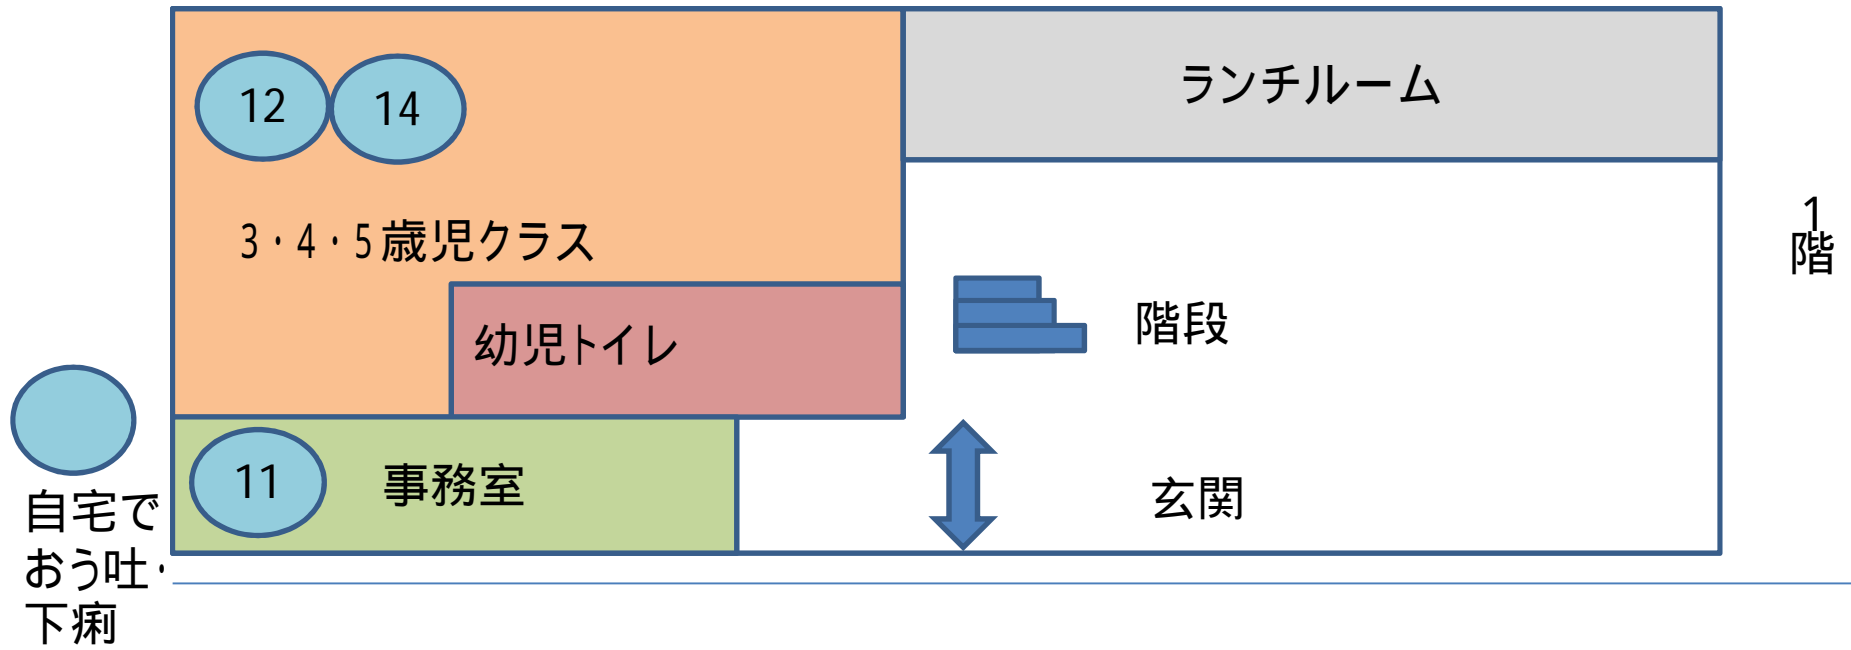 12
14
ランチルーム
3・4・5歳児クラス
1
階
幼児トイレ
階段
11
事務室
玄関
自宅で
おう吐・
下痢